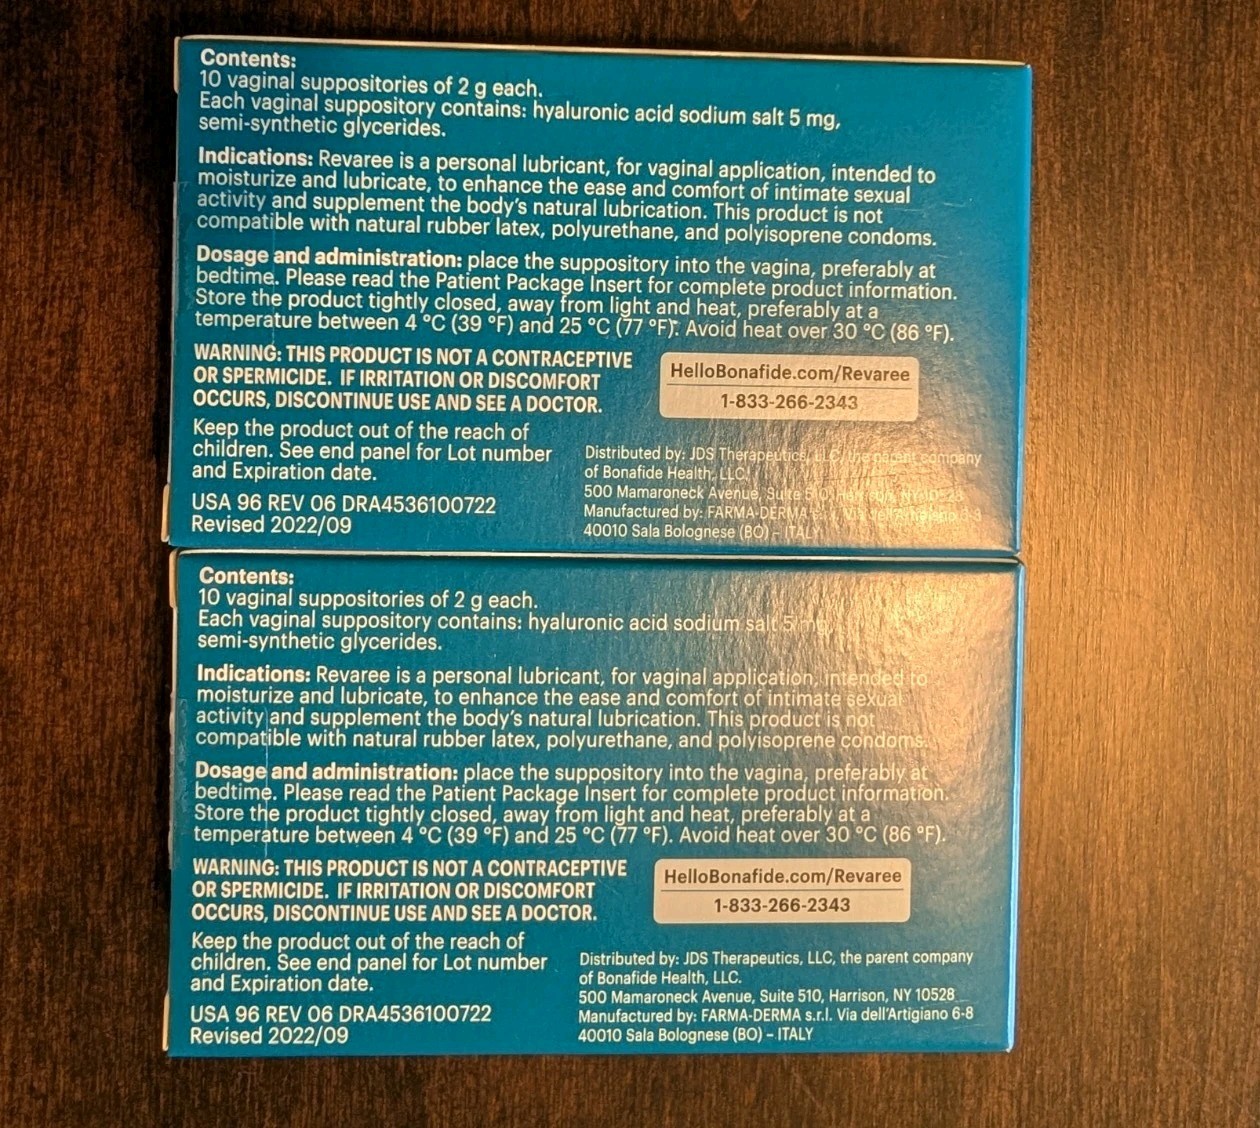 Contents:
10 vaginal suppositories of 2 g each.
Each vaginal suppository contains: hyaluronic acid sodium salt 5 mg,
semi-synthetic glycerides.
Indications: Revaree is a personal lubricant, for vaginal application, intended to
moisturize and lubricate, to enhance the ease and comfort of intimate sexual
activity and supplement the body's natural lubrication. This product is not
compatible with natural rubber latex, polyurethane, and polyisoprene condoms.
Dosage and administration: place the suppository into the vagina, preferably at
bedtime. Please read the Patient Package Insert for complete product information.
Store the product tightly closed, away from light and heat, preferably at a
temperature between 4 °C (39 °F) and 25 °C (77 °F). Avoid heat over 30 °C (86 °F).
WARNING: THIS PRODUCT IS NOT A CONTRACEPTIVE
OR SPERMICIDE. IF IRRITATION OR DISCOMFORT
OCCURS, DISCONTINUE USE AND SEE A DOCTOR.
HelloBonafide.com/Revaree
1-833-266-2343
Keep the product out of the reach of
children. See end panel for Lot number
and Expiration date.
USA 96 REV 06 DRA4536100722
Revised 2022/09
Distributed by: JDS Therapeutics, LLC, the parent company
of Bonafide Health, LLC.
500 Mamaroneck Avenue, Suite 510, Harrison, NY 10528
Manufactured by: FARMA-DERMA s.r.l. Via dell'Artigiano 6-8
40010 Sala Bolognese (BO) – ITALY
Contents:
10 vaginal suppositories of 2 g each.
Each vaginal suppository contains: hyaluronic acid sodium salt 5 mg,
semi-synthetic glycerides.
Indications: Revaree is a personal lubricant, for vaginal application, intended to
moisturize and lubricate, to enhance the ease and comfort of intimate sexual
activity and supplement the body's natural lubrication. This product is not
compatible with natural rubber latex, polyurethane, and polyisoprene condoms.
Dosage and administration: place the suppository into the vagina, preferably at
bedtime. Please read the Patient Package Insert for complete product information.
Store the product tightly closed, away from light and heat, preferably at a
temperature between 4 °C (39 °F) and 25 °C (77 °F). Avoid heat over 30 °C (86 °F).
WARNING: THIS PRODUCT IS NOT A CONTRACEPTIVE
OR SPERMICIDE. IF IRRITATION OR DISCOMFORT
OCCURS, DISCONTINUE USE AND SEE A DOCTOR.
HelloBonafide.com/Revaree
1-833-266-2343
Keep the product out of the reach of
children. See end panel for Lot number
and Expiration date.
USA 96 REV 06 DRA4536100722
Revised 2022/09
Distributed by: JDS Therapeutics, LLC, the parent company
of Bonafide Health, LLC.
500 Mamaroneck Avenue, Suite 510, Harrison, NY 10528
Manufactured by: FARMA-DERMA s.r.l. Via dell'Artigiano 6-8
40010 Sala Bolognese (BO) – ITALY